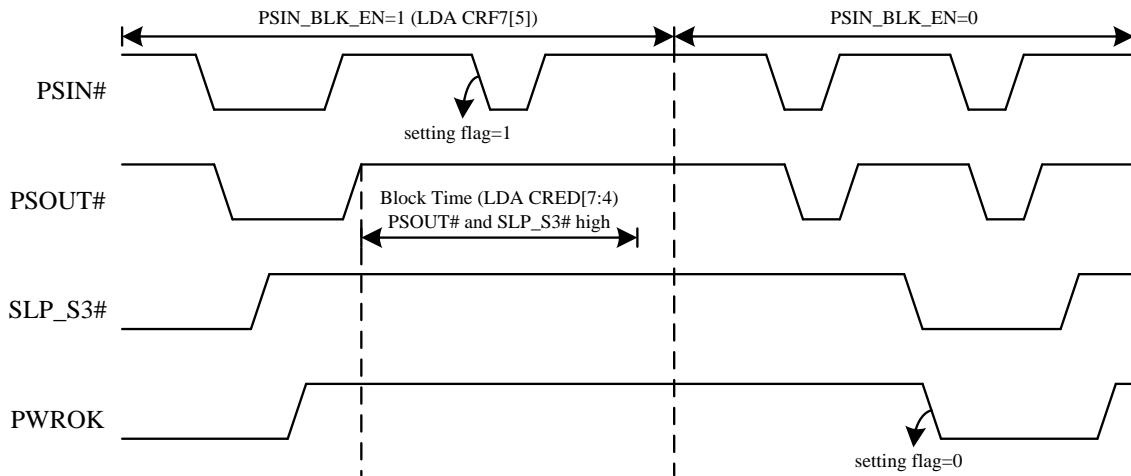 PSIN_BLK_EN=1 (LDA CRF7[5])
PSIN_BLK_EN=0
PSIN#
setting flag=1
PSOUT#
Block Time (LDA CRED[7:4)
PSOUT# and SLP_S3# high
SLP_S3#
PWROK
setting flag=0